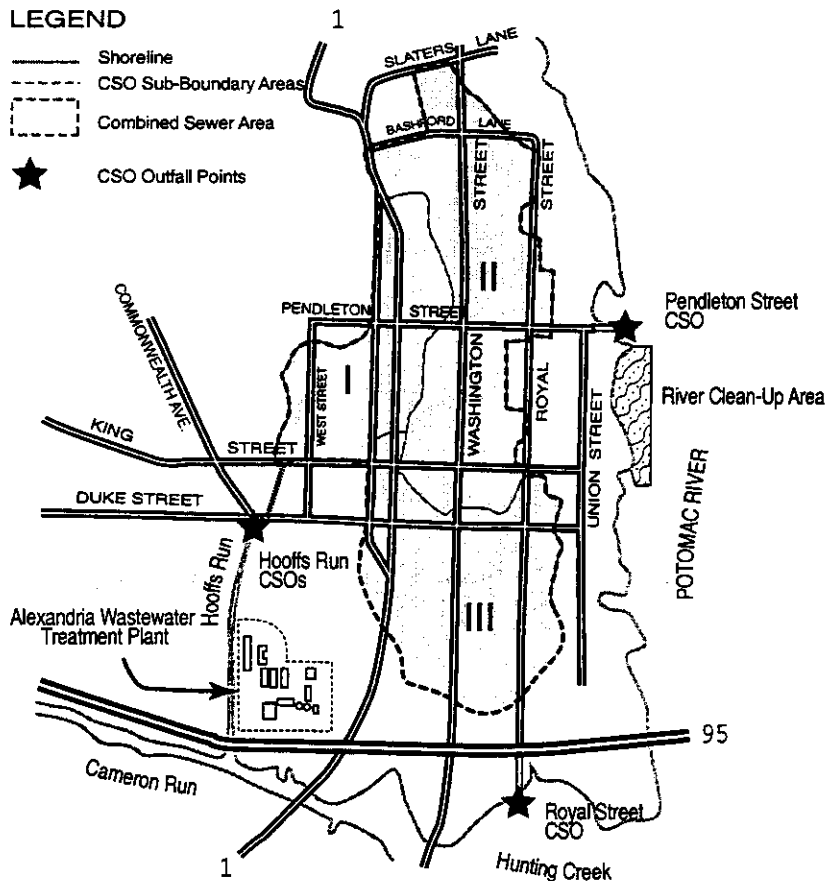 LEGEND
Shoreline
CSO Sub-Boundary Areas
Combined Sewer Area
CSO Outfall Points
1
SLATERS LANE
BASHFORD LANE
STREET
STREET
II
COMMONWEALTH AVE.
PENDLETON STREET
Pendleton Street
CSO
I
WEST STREET
WASHINGTON
ROYAL
UNION STREET
River Clean-Up Area
KING STREET
DUKE STREET
POTOMAC RIVER
Hooffs Run
Hooffs Run
CSOs
Alexandria Wastewater
Treatment Plant
III
95
Cameron Run
Royal Street
CSO
1
Hunting Creek